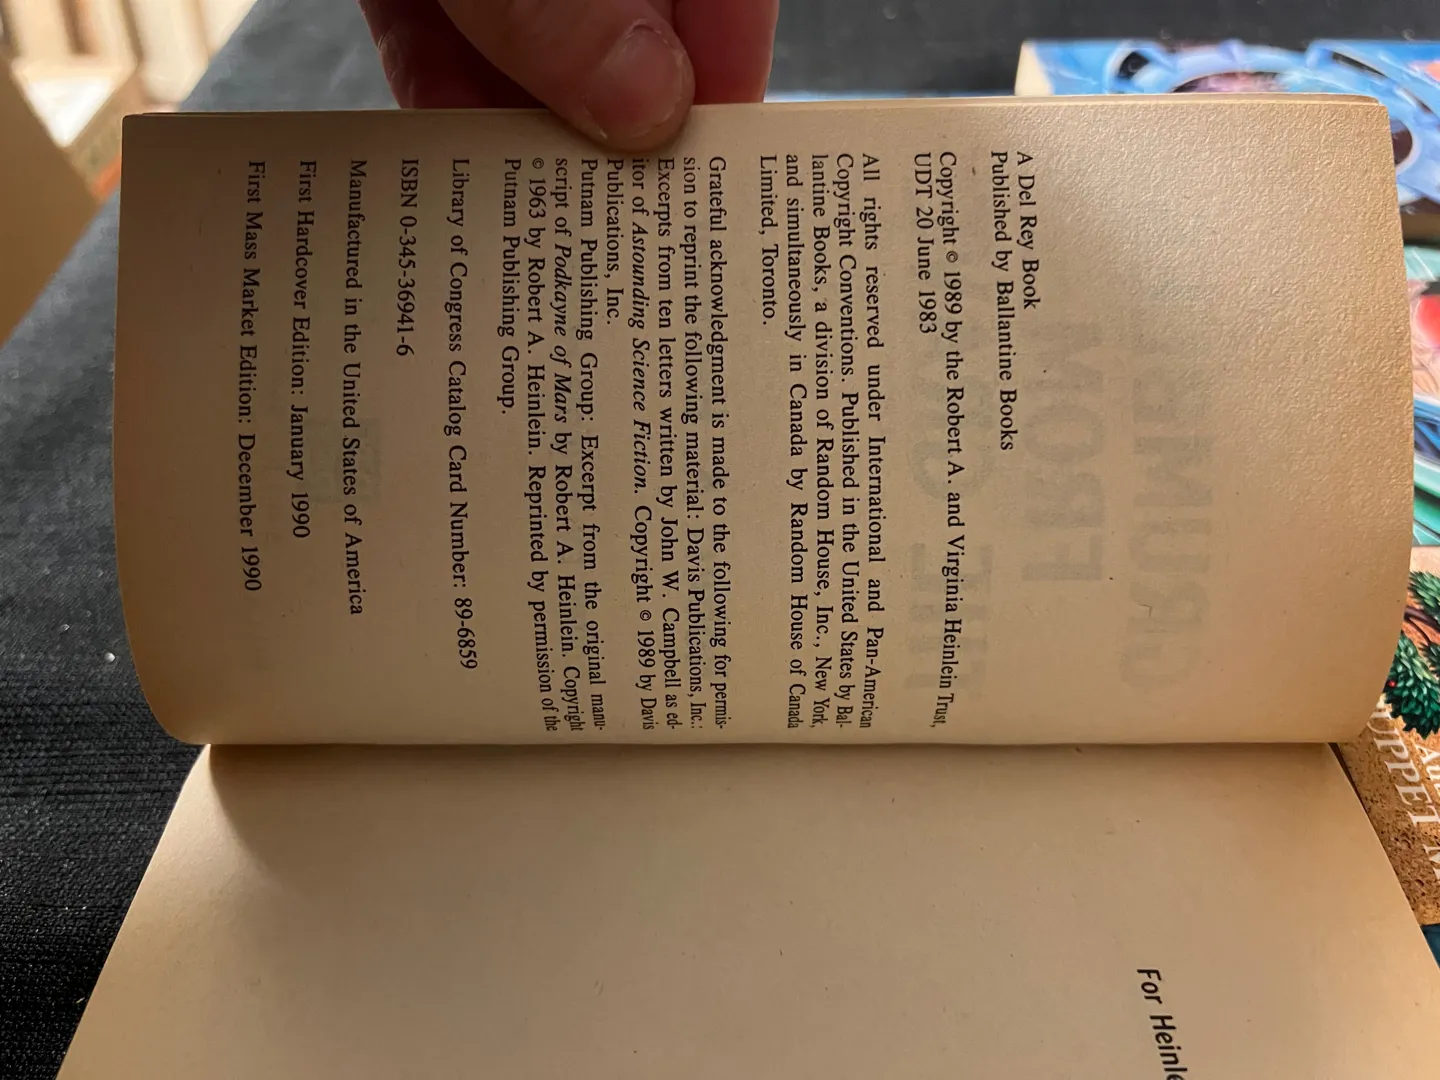 A Del Rey Book
Published by Ballantine Books
Copyright © 1989 by the Robert A. and Virginia Heinlein Trust,
UDT 20 June 1983
All rights reserved under International and Pan-American
Copyright Conventions. Published in the United States by Bal-
lantine Books, a division of Random House, Inc., New York,
and simultaneously in Canada by Random House of Canada
Limited, Toronto.
Grateful acknowledgment is made to the following for permis-
sion to reprint the following material: Davis Publications, Inc.:
Excerpts from ten letters written by John W. Campbell as ed-
itor of Astounding Science Fiction. Copyright © 1989 by Davis
Publications, Inc.
Putnam Publishing Group: Excerpt from the original manu-
script of Podkayne of Mars by Robert A. Heinlein. Copyright
© 1963 by Robert A. Heinlein. Reprinted by permission of the
Putnam Publishing Group.
Library of Congress Catalog Card Number: 89-6859
ISBN 0-345-36941-6
Manufactured in the United States of America
First Hardcover Edition: January 1990
First Mass Market Edition: December 1990
For Heinle